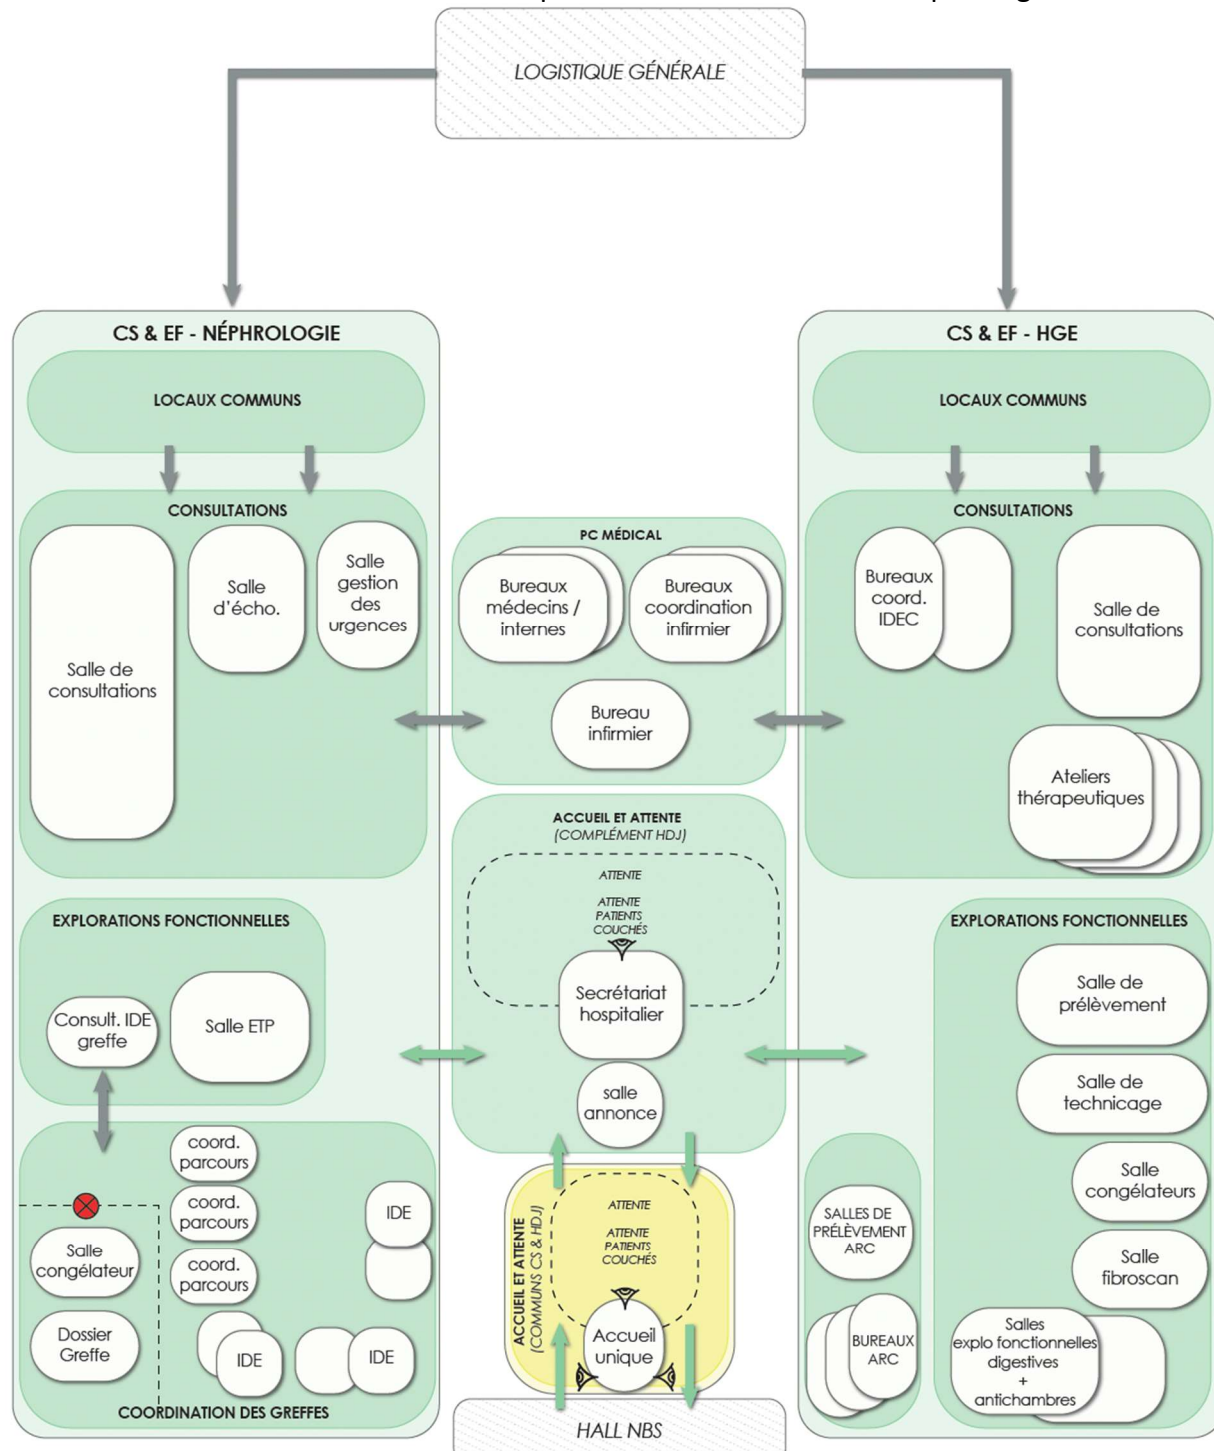 LOGISTIQUE GÉNÉRALE
CS & EF - NÉPHROLOGIE
LOCAUX COMMUNS
CONSULTATIONS
Salle de
consultations
Salle
d'écho.
Salle
gestion
des
urgences
EXPLORATIONS FONCTIONNELLES
Consult. IDE
greffe
Salle ETP
coord.
parcours
coord.
parcours
coord.
parcours
IDE
Salle
congélateur
Dossier
Greffe
IDE
IDE
COORDINATION DES GREFFES
PC MÉDICAL
Bureaux
médecins /
internes
Bureaux
coordination
infirmier
Bureau
infirmier
ACCUEIL ET ATTENTE
(COMPLÉMENT HDJ)
ATTENTE
ATTENTE
PATIENTS
COUCHÉS
Secrétariat
hospitalier
salle
annonce
ACCUEIL ET ATTENTE
(COMMUNS CS & HDJ)
ATTENTE
ATTENTE
PATIENTS
COUCHÉS
Accueil
unique
HALL NBS
CS & EF - HGE
LOCAUX COMMUNS
CONSULTATIONS
Bureaux
coord.
IDEC
Salle de
consultations
Ateliers
thérapeutiques
EXPLORATIONS FONCTIONNELLES
Salle de
prélèvement
Salle de
technicage
Salle
congélateurs
Salle
fibroscan
Salles
explo fonctionnelles
digestives
+
antichambres
SALLES DE
PRÉLÈVEMENT
ARC
BUREAUX
ARC